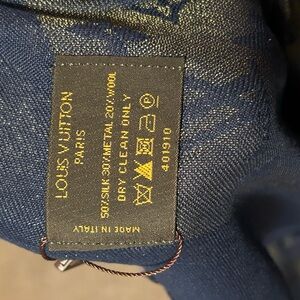 LOUIS VUITTON
PARIS
50%SILK 30%METAL 20%WOOL
DRY CLEAN ONLY
401910
MADE IN ITALY